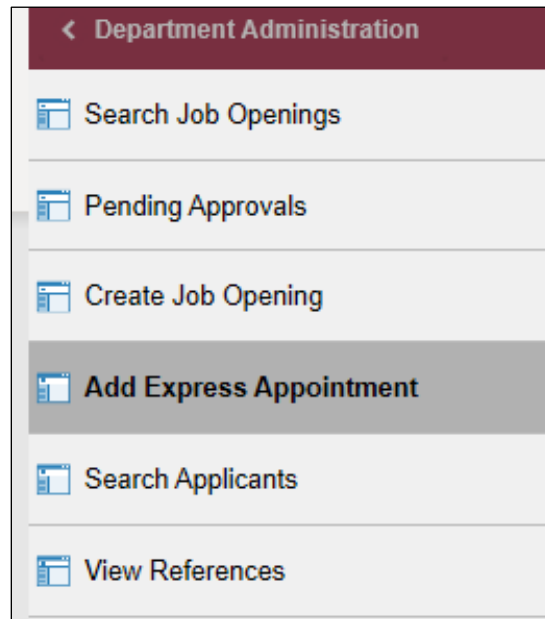 Department Administration
Search Job Openings
Pending Approvals
Create Job Opening
Add Express Appointment
Search Applicants
View References